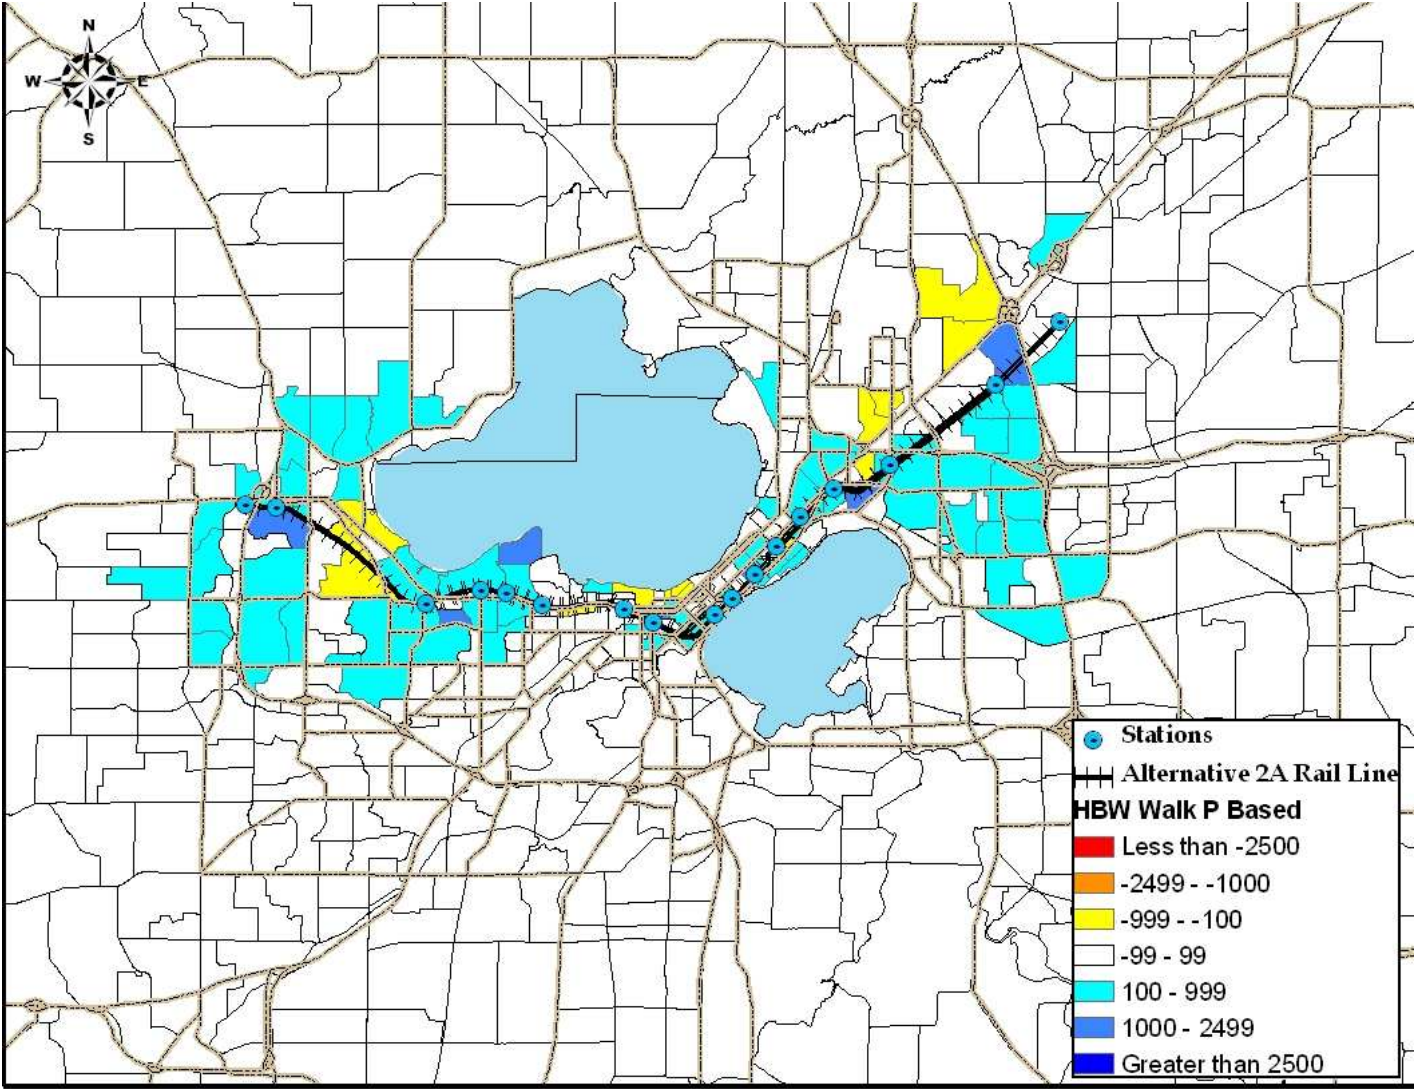 N
W E
S
Stations
Alternative 2A Rail Line
HBW Walk P Based
Less than -2500
-2499 - -1000
-999 - -100
-99 - 99
100 - 999
1000 - 2499
Greater than 2500